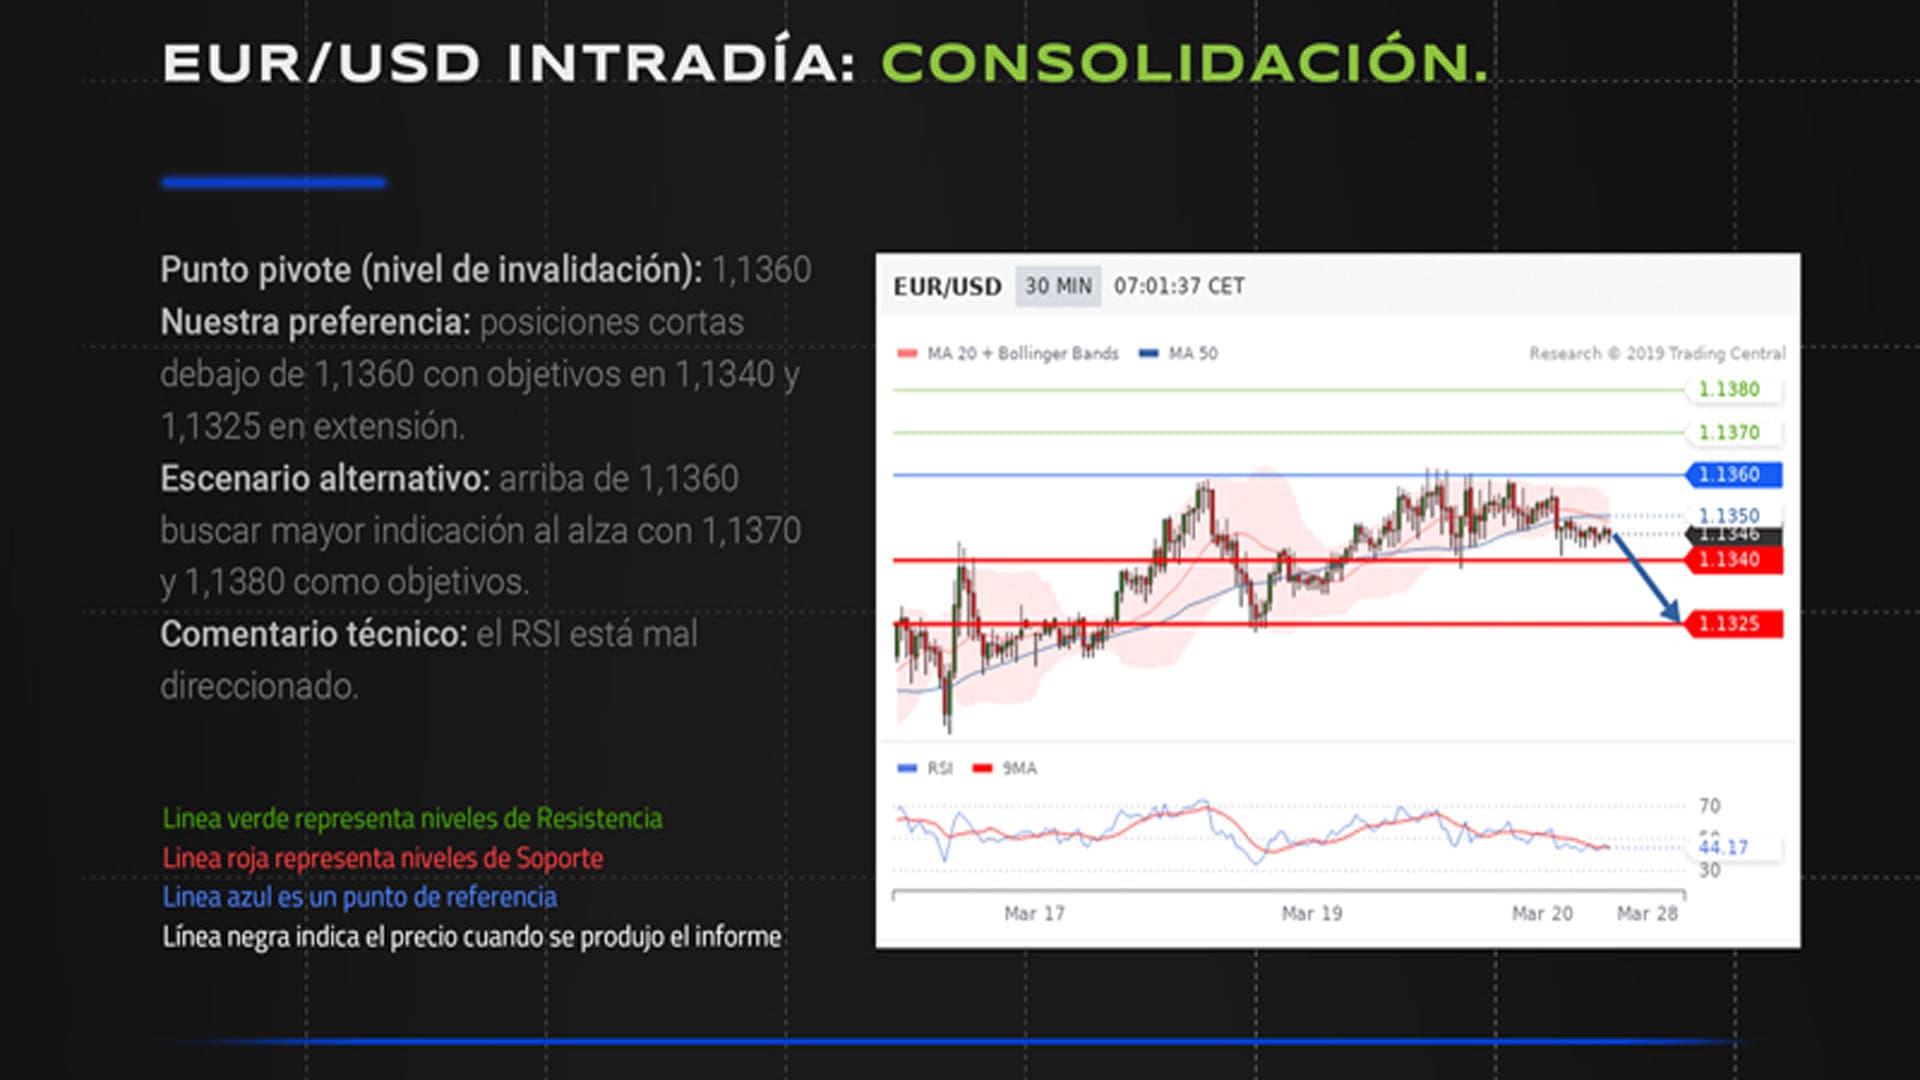 EUR/USD INTRADÍA: CONSOLIDACIÓN.
Punto pivote (nivel de invalidación): 1,1360
Nuestra preferencia: posiciones cortas
debajo de 1,1360 con objetivos en 1,1340 y
1,1325 en extensión.
Escenario alternativo: arriba de 1,1360
buscar mayor indicación al alza con 1,1370
y 1,1380 como objetivos.
Comentario técnico: el RSI está mal
direccionado.
Linea verde representa niveles de Resistencia
Linea roja representa niveles de Soporte
Linea azul es un punto de referencia
Línea negra indica el precio cuando se produjo el informe
EUR/USD 30 MIN 07:01:37 CET
MA 20 + Bollinger Bands MA 50 Research © 2019 Trading Central
1.1380
1.1370
1.1360
1.1350
1.1346
1.1340
1.1325
RSI 9MA
70
44.17
30
Mar 17 Mar 19 Mar 20 Mar 28